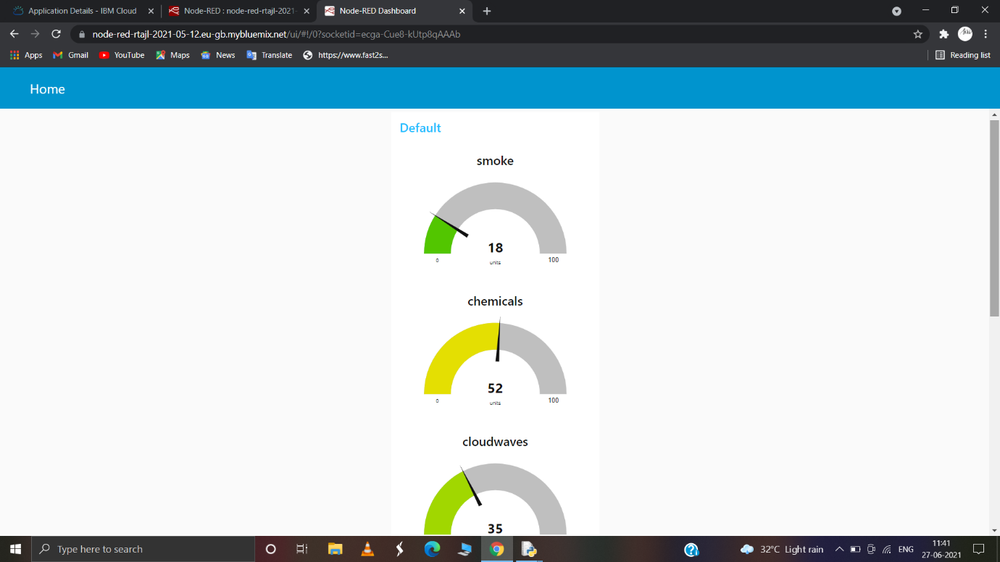 Application Details - IBM Cloud
Node-RED : node-red-rtajl-2021-
Node-RED Dashboard
node-red-rtajl-2021-05-12.eu-gb.mybluemix.net/ui/#!/0?socketid=ecga-Cue8-kUtp8qAAAb
Apps
Gmail
YouTube
Maps
News
Translate
https://www.fast2s...
Reading list
Home
Default
smoke
18
units
0
100
chemicals
52
units
0
100
cloudwaves
35
Type here to search
32°C Light rain
ENG
11:41
27-06-2021